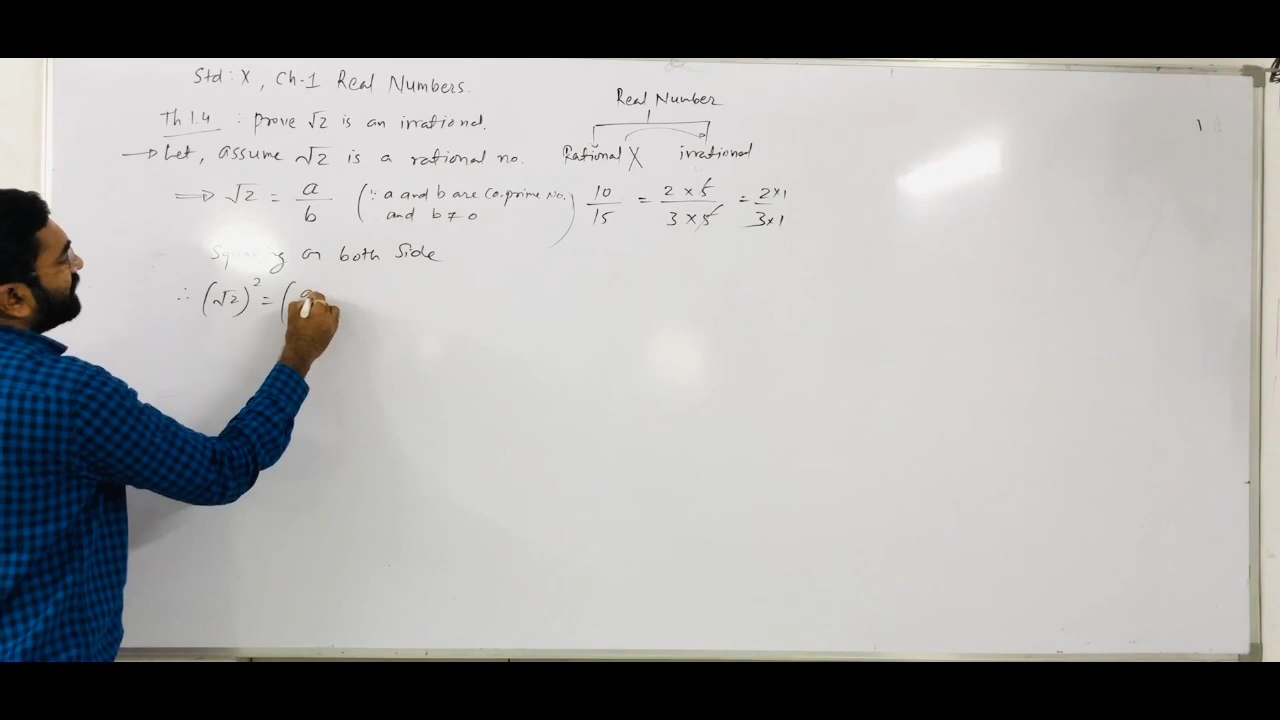 Std : X , Ch-1 Real Numbers.
Th 1.4 : prove √2 is an irrational.
→ Let, assume √2 is a rational no.
⇒ √2 = a/b (∵ a and b are Co.prime No. and b ≠ 0)
Squaring on both Side
∴ (√2)² = (a
Real Number
Rational X irrational
10/15 = 2 × 5/3 × 5 = 2×1/3×1
1